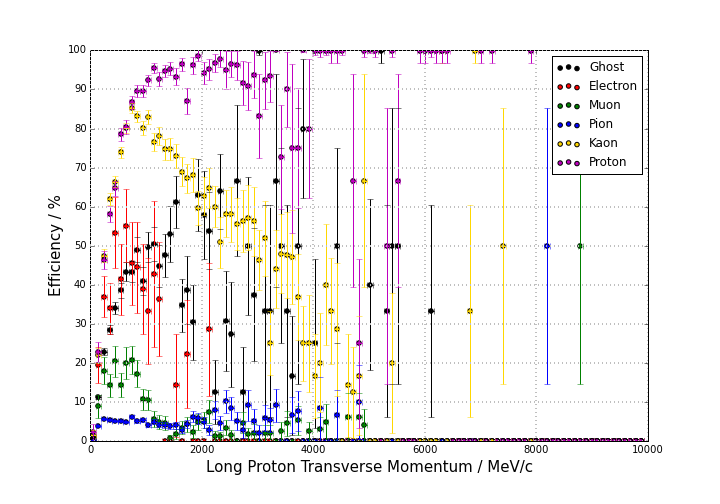 100
90
80
70
60
50
40
30
20
10
0
Efficiency / %
Ghost
Electron
Muon
Pion
Kaon
Proton
0
2000
4000
6000
8000
10000
Long Proton Transverse Momentum / MeV/c